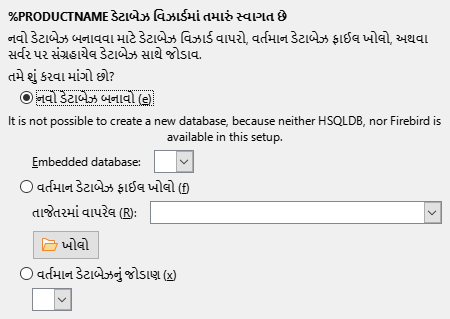 %PRODUCTNAME ડેટાબેઝ વિઝાર્ડમાં તમારું સ્વાગત છે
નવો ડેટાબેઝ બનાવવા માટે ડેટાબેઝ વિઝાર્ડ વાપરો, વર્તમાન ડેટાબેઝ ફાઈલ ખોલો, અથવા
સર્વર પર સંગ્રહાયેલ ડેટાબેઝ સાથે જોડાવ.
તમે શું કરવા માંગો છો?
નવો ડેટાબેઝ બનાવો (e)
It is not possible to create a new database, because neither HSQLDB, nor Firebird is
available in this setup.
Embedded database:
વર્તમાન ડેટાબેઝ ફાઈલ ખોલો (f)
તાજેતરમાં વાપરેલ (R):
ખોલો
વર્તમાન ડેટાબેઝનું જોડાણ (x)